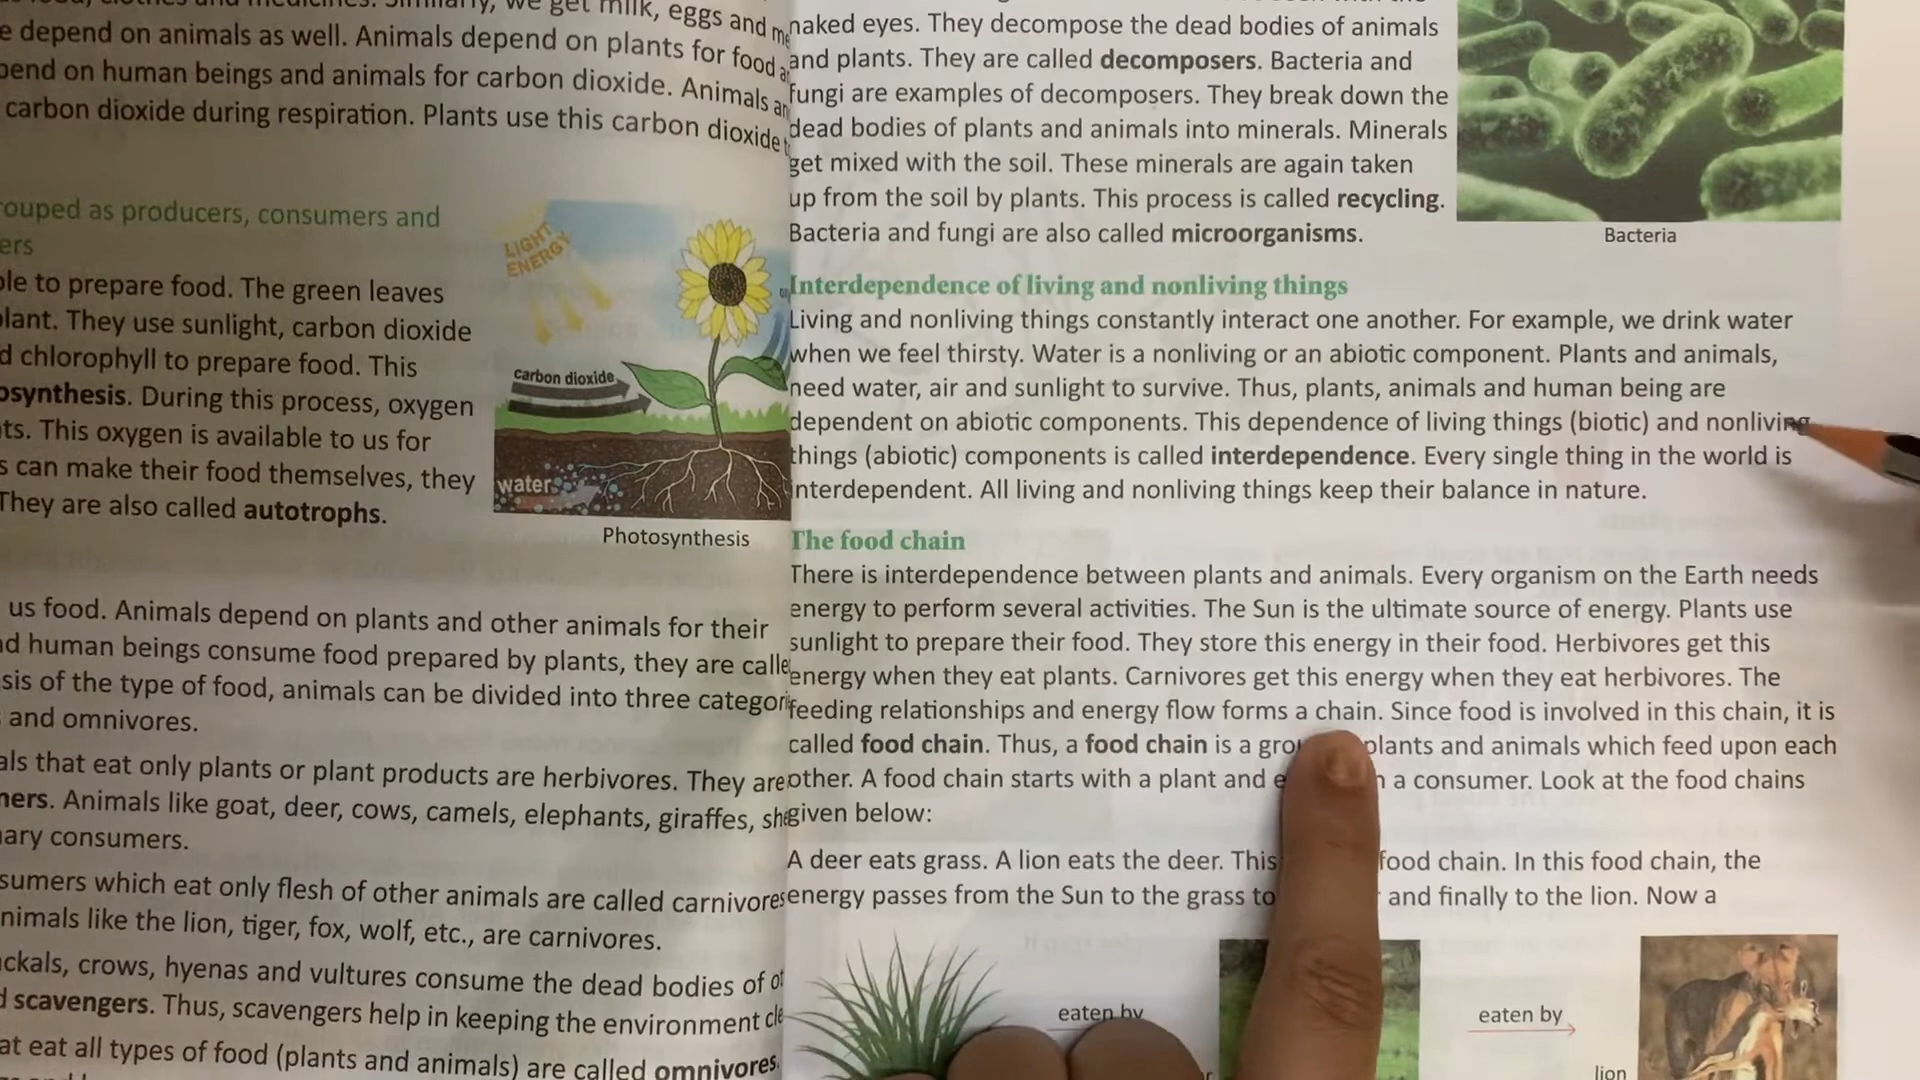 we get milk, eggs and
e depend on animals as well. Animals depend on plants for food
pend on human beings and animals for carbon dioxide. Animals
carbon dioxide during respiration. Plants use this carbon dioxide
rouped as producers, consumers and
ers
ble to prepare food. The green leaves
plant. They use sunlight, carbon dioxide
d chlorophyll to prepare food. This
osynthesis. During this process, oxygen
ts. This oxygen is available to us for
s can make their food themselves, they
They are also called autotrophs.
LIGHT
ENERGY
carbon dioxide
water
Photosynthesis
us food. Animals depend on plants and other animals for their
d human beings consume food prepared by plants, they are calle
sis of the type of food, animals can be divided into three categori
and omnivores.
als that eat only plants or plant products are herbivores. They are
mers. Animals like goat, deer, cows, camels, elephants, giraffes, she
ary consumers.
sumers which eat only flesh of other animals are called carnivores
nimals like the lion, tiger, fox, wolf, etc., are carnivores.
ckals, crows, hyenas and vultures consume the dead bodies of
d scavengers. Thus, scavengers help in keeping the environment cle
at eat all types of food (plants and animals) are called omnivores.
naked eyes. They decompose the dead bodies of animals
and plants. They are called decomposers. Bacteria and
fungi are examples of decomposers. They break down the
dead bodies of plants and animals into minerals. Minerals
get mixed with the soil. These minerals are again taken
up from the soil by plants. This process is called recycling.
Bacteria and fungi are also called microorganisms.
Bacteria
Interdependence of living and nonliving things
Living and nonliving things constantly interact one another. For example, we drink water
when we feel thirsty. Water is a nonliving or an abiotic component. Plants and animals,
need water, air and sunlight to survive. Thus, plants, animals and human being are
dependent on abiotic components. This dependence of living things (biotic) and nonliving
things (abiotic) components is called interdependence. Every single thing in the world is
interdependent. All living and nonliving things keep their balance in nature.
The food chain
There is interdependence between plants and animals. Every organism on the Earth needs
energy to perform several activities. The Sun is the ultimate source of energy. Plants use
sunlight to prepare their food. They store this energy in their food. Herbivores get this
energy when they eat plants. Carnivores get this energy when they eat herbivores. The
feeding relationships and energy flow forms a chain. Since food is involved in this chain, it is
called food chain. Thus, a food chain is a gro plants and animals which feed upon each
other. A food chain starts with a plant and e a consumer. Look at the food chains
given below:
A deer eats grass. A lion eats the deer. This food chain. In this food chain, the
energy passes from the Sun to the grass to and finally to the lion. Now a
eaten by
eaten by
lion